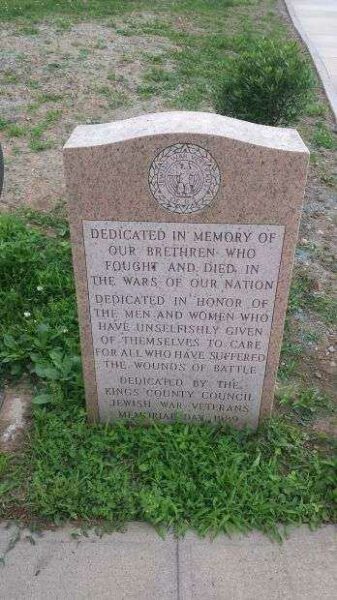 DEDICATED IN MEMORY OF
OUR BRETHREN WHO
FOUGHT AND DIED IN
THE WARS OF OUR NATION
DEDICATED IN HONOR OF
THE MEN AND WOMEN WHO
HAVE UNSELFISHLY GIVEN
OF THEMSELVES TO CARE
FOR ALL WHO HAVE SUFFERED
THE WOUNDS OF BATTLE
DEDICATED BY THE
KINGS COUNTY COUNCIL
JEWISH WAR VETERANS
MEMORIAL DAY, 1989